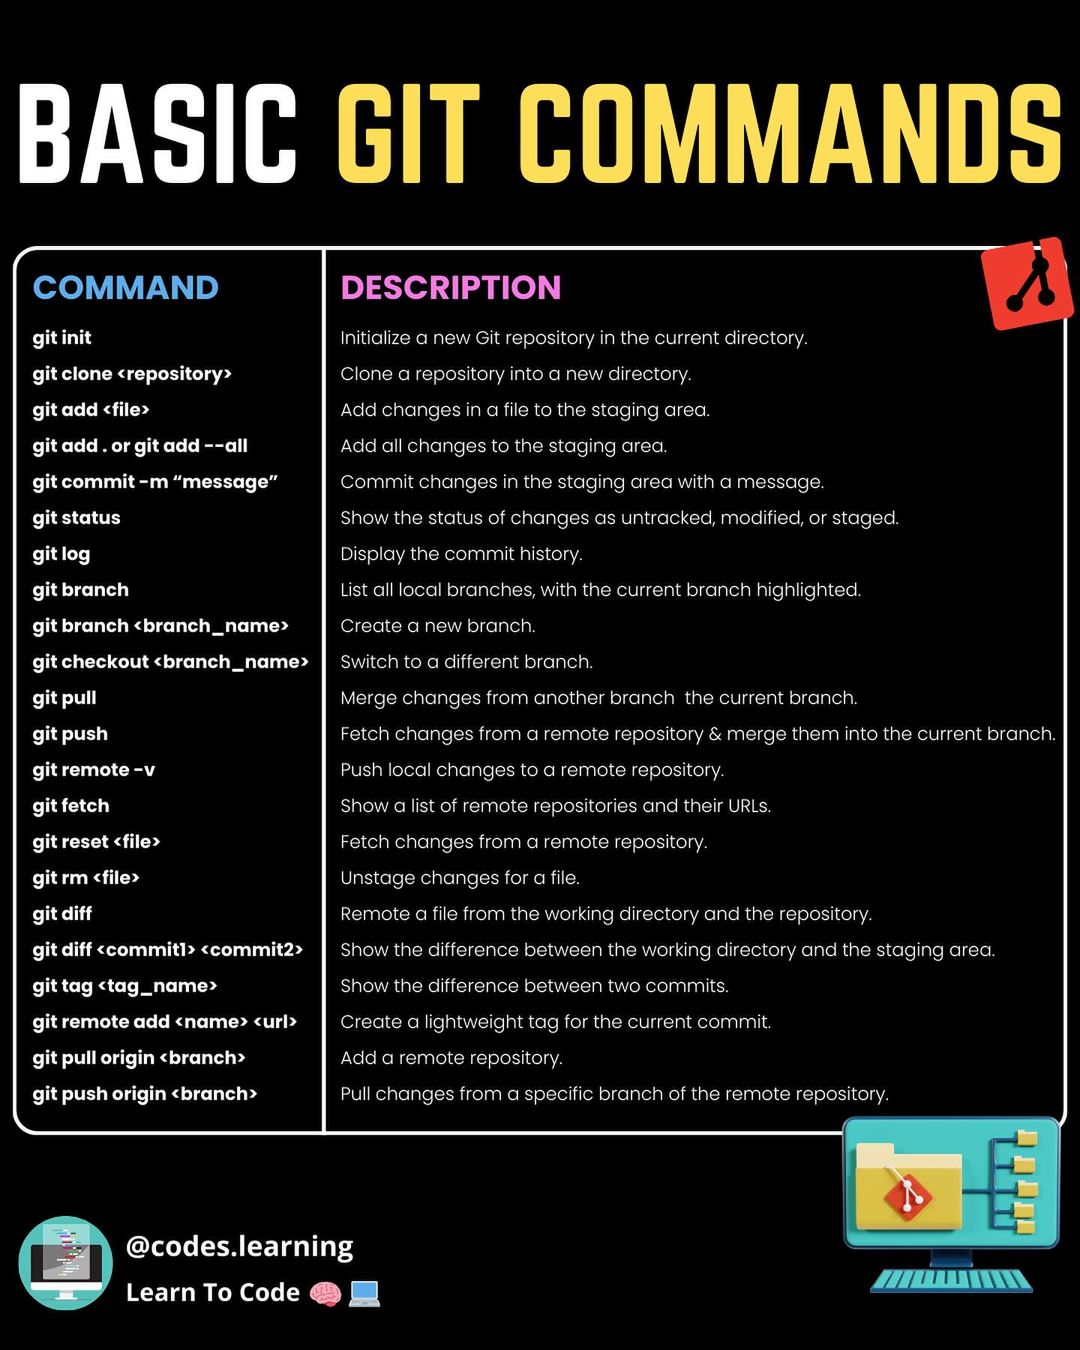 BASIC GIT COMMANDS
COMMAND DESCRIPTION
git init Initialize a new Git repository in the current directory.
git clone <repository> Clone a repository into a new directory.
git add <file> Add changes in a file to the staging area.
git add . or git add --all Add all changes to the staging area.
git commit -m “message” Commit changes in the staging area with a message.
git status Show the status of changes as untracked, modified, or staged.
git log Display the commit history.
git branch List all local branches, with the current branch highlighted.
git branch <branch_name> Create a new branch.
git checkout <branch_name> Switch to a different branch.
git pull Merge changes from another branch  the current branch.
git push Fetch changes from a remote repository & merge them into the current branch.
git remote -v Push local changes to a remote repository.
git fetch Show a list of remote repositories and their URLs.
git reset <file> Fetch changes from a remote repository.
git rm <file> Unstage changes for a file.
git diff Remote a file from the working directory and the repository.
git diff <commit1> <commit2> Show the difference between the working directory and the staging area.
git tag <tag_name> Show the difference between two commits.
git remote add <name> <url> Create a lightweight tag for the current commit.
git pull origin <branch> Add a remote repository.
git push origin <branch> Pull changes from a specific branch of the remote repository.
@codes.learning
Learn To Code 🧠 💻